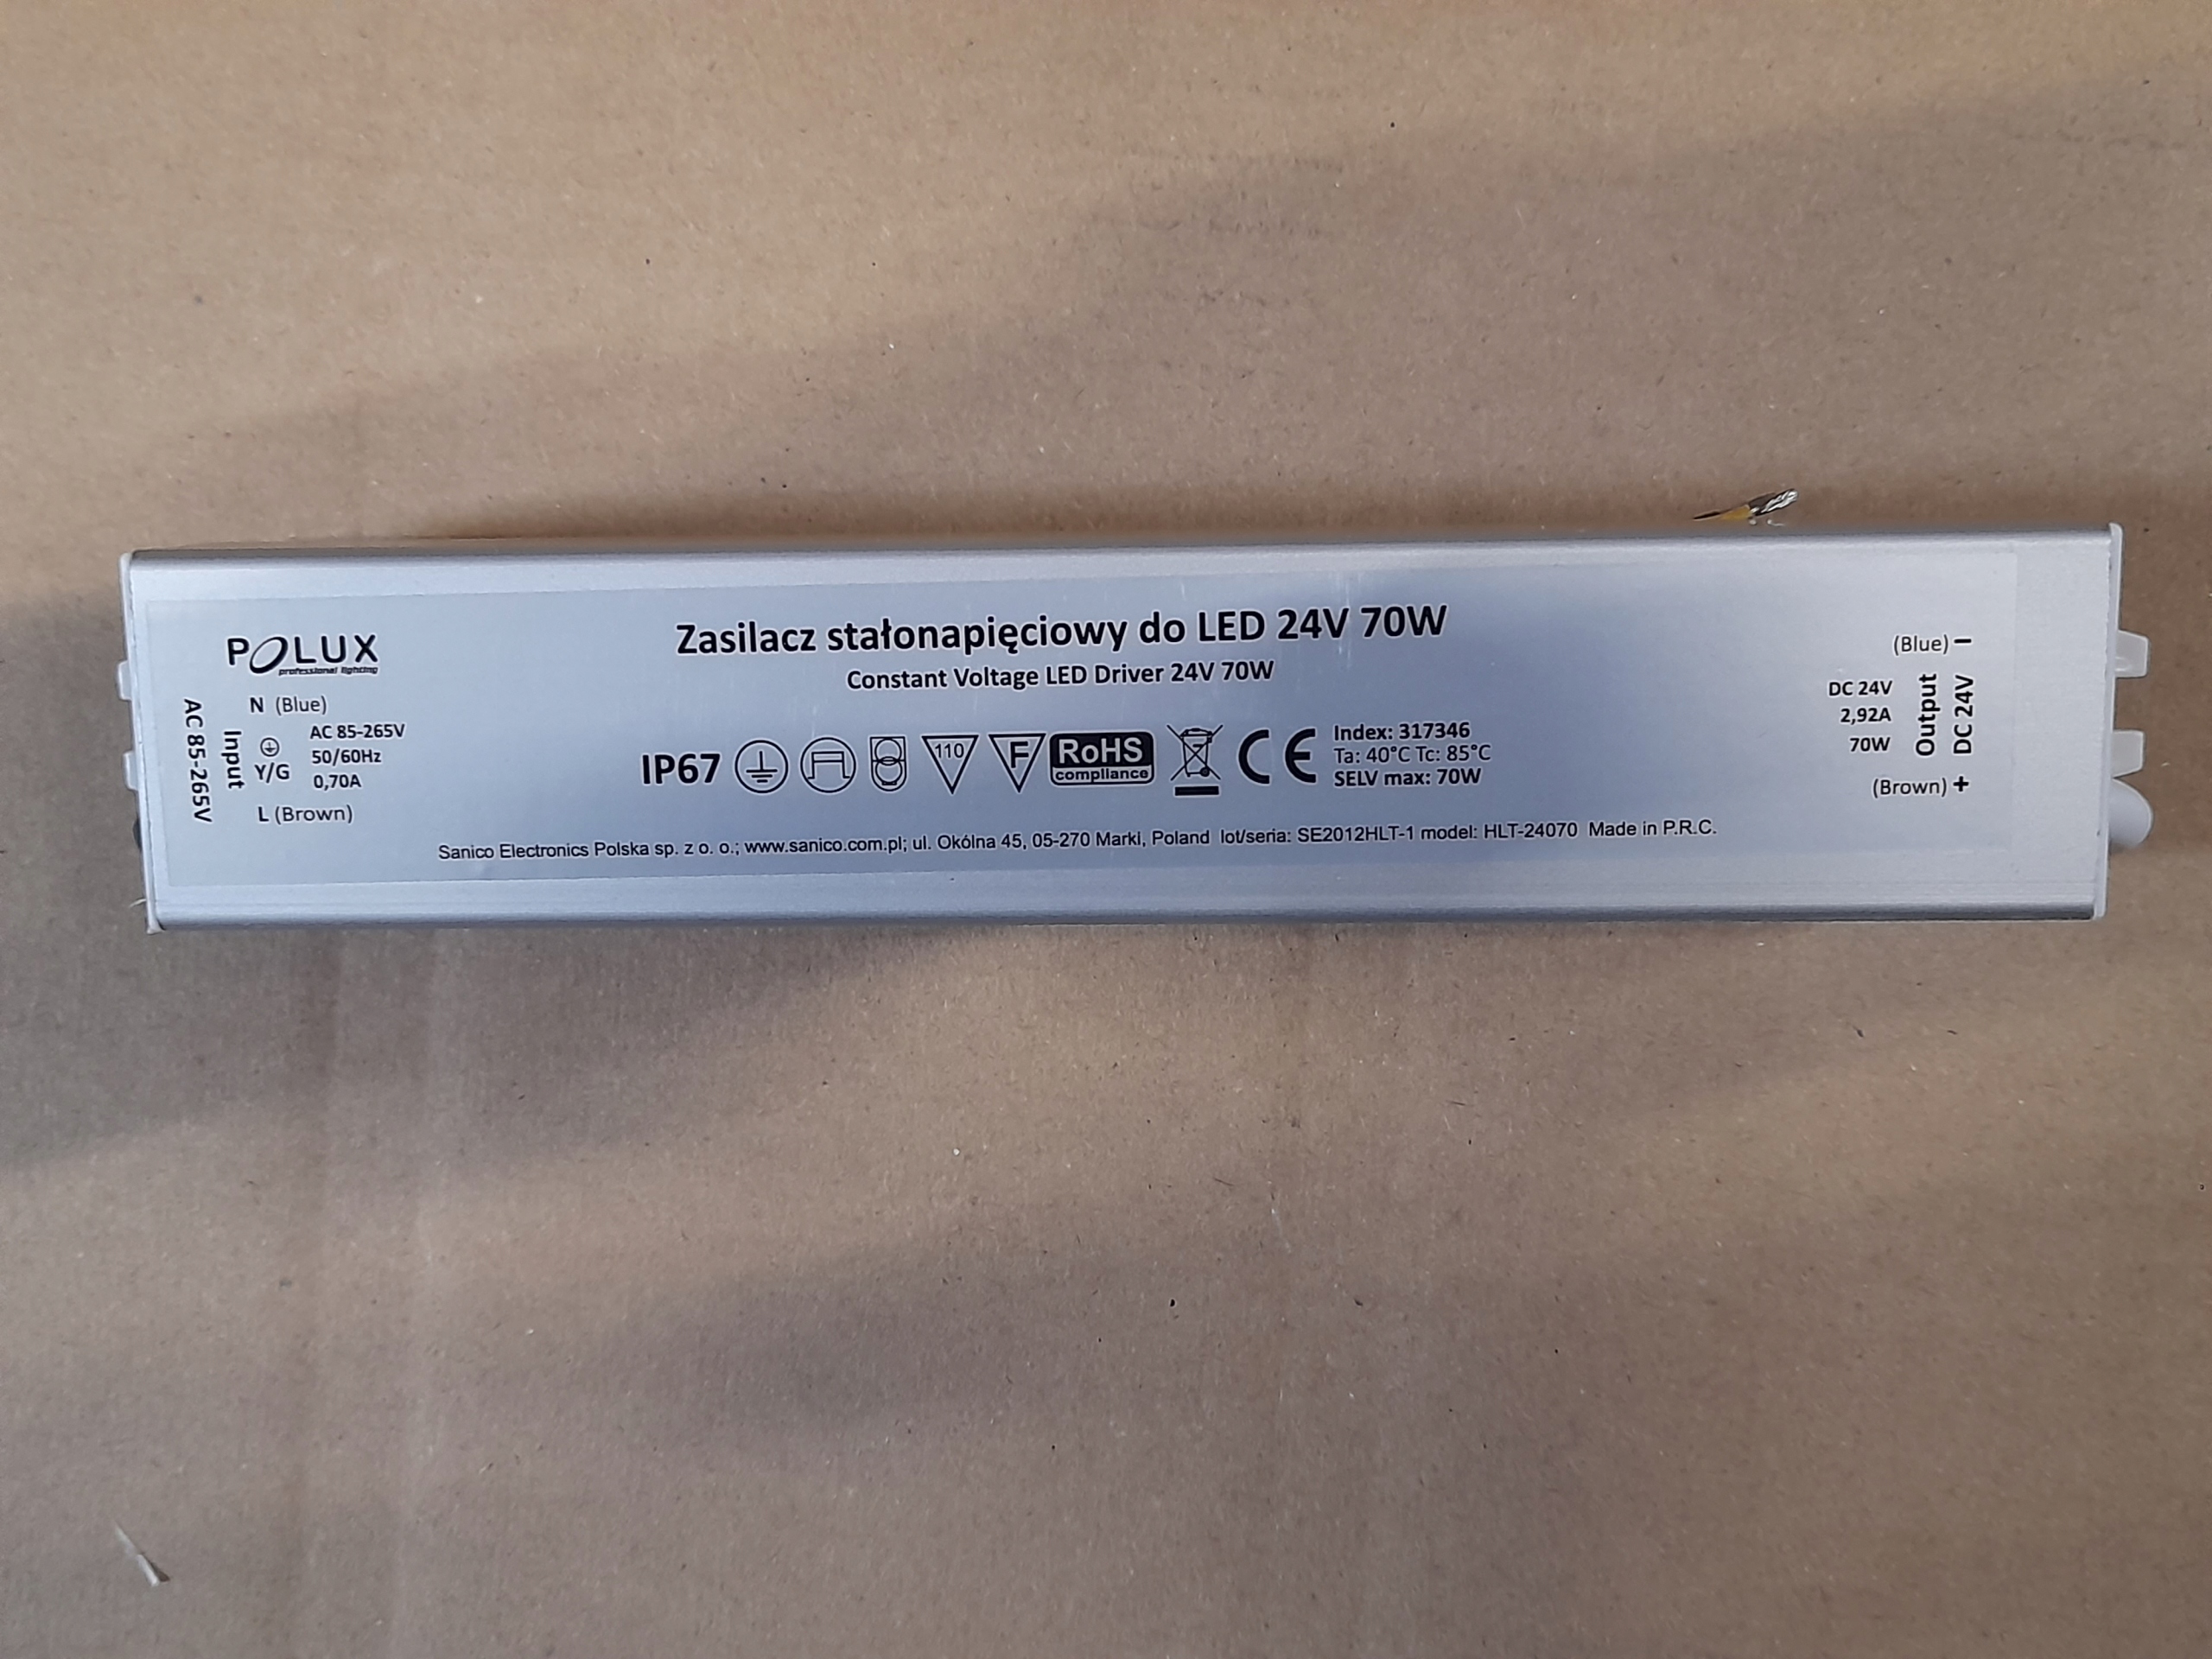 POLUX
professional lighting
AC 85-265V
Input
N (Blue)
Y/G
L (Brown)
AC 85-265V
50/60Hz
0,70A
Zasilacz stałonapięciowy do LED 24V 70W
Constant Voltage LED Driver 24V 70W
IP67
110
F
RoHS
compliance
CE
Index: 317346
Ta: 40°C Tc: 85°C
SELV max: 70W
Sanico Electronics Polska sp. z o. o.; www.sanico.com.pl; ul. Okólna 45, 05-270 Marki, Poland lot/seria: SE2012HLT-1 model: HLT-24070 Made in P.R.C.
(Blue) −
DC 24V
2,92A
70W
(Brown) +
Output
DC 24V